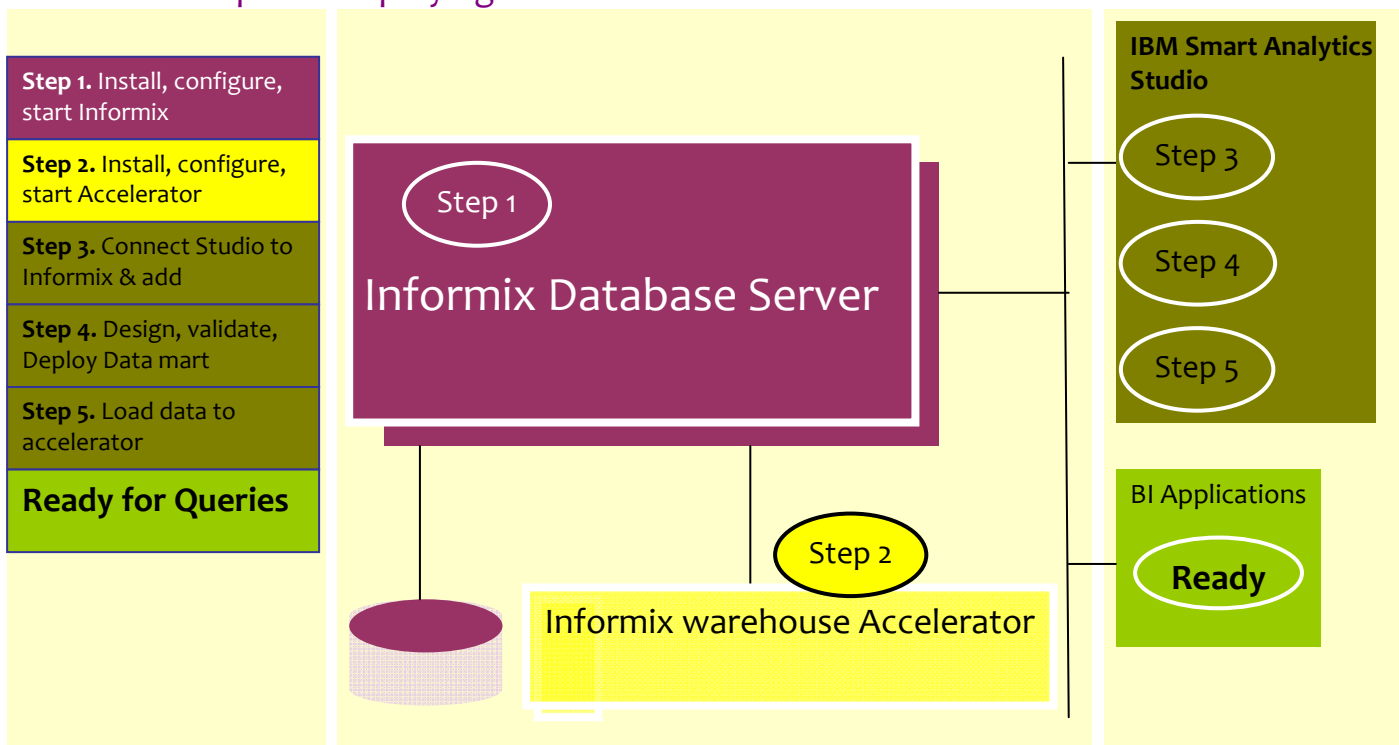 Step 1. Install, configure,
start Informix
Step 2. Install, configure,
start Accelerator
Step 3. Connect Studio to
Informix & add
Step 4. Design, validate,
Deploy Data mart
Step 5. Load data to
accelerator
Ready for Queries
Step 1
Informix Database Server
Step 2
Informix warehouse Accelerator
IBM Smart Analytics
Studio
Step 3
Step 4
Step 5
BI Applications
Ready